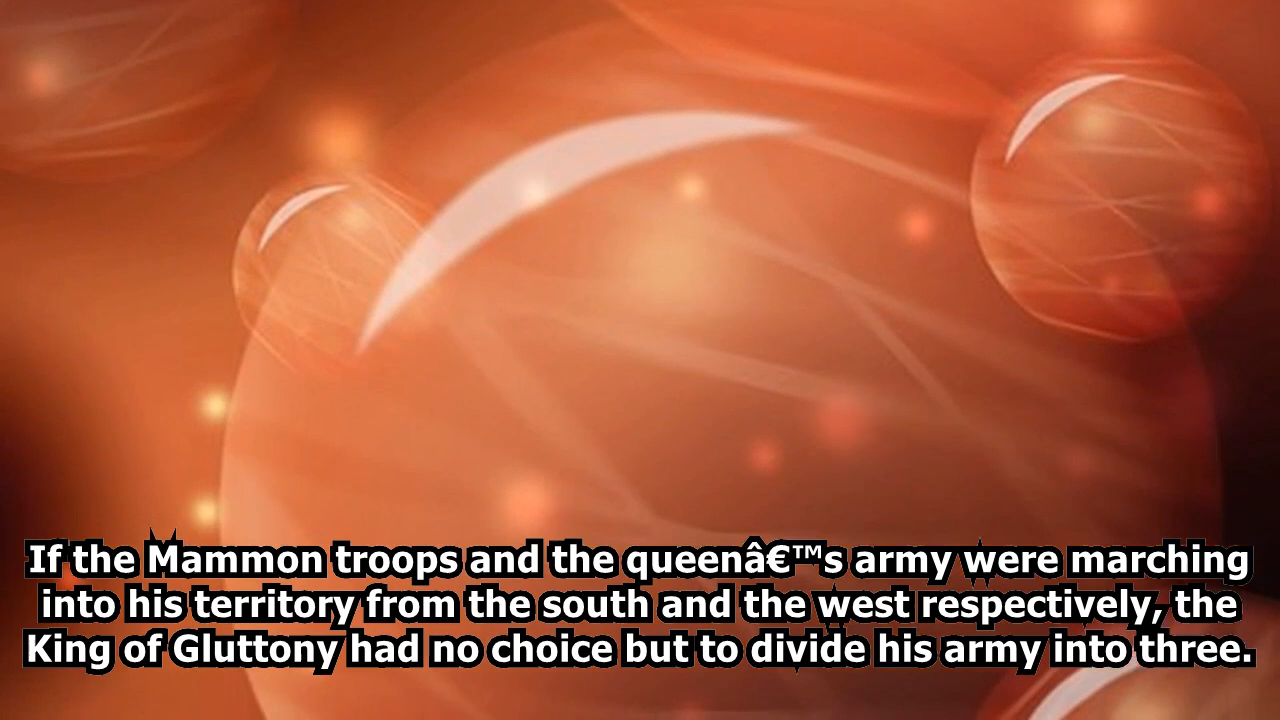 If the Mammon troops and the queenâ€™s army were marching
into his territory from the south and the west respectively, the
King of Gluttony had no choice but to divide his army into three.